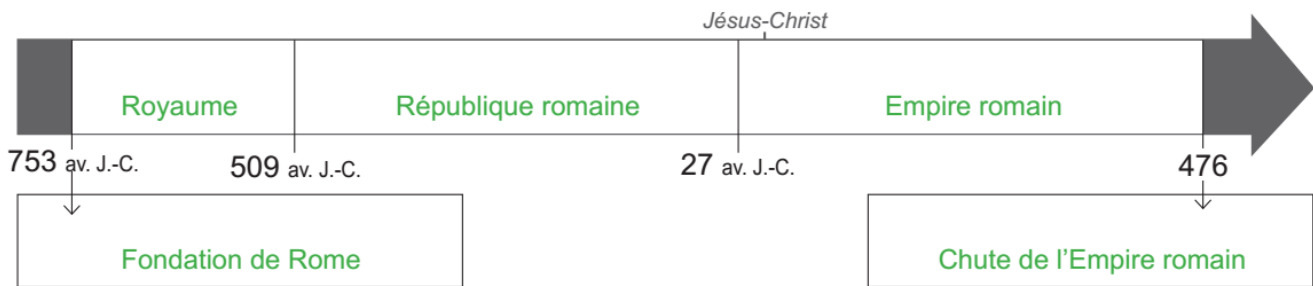 Jésus-Christ
Royaume
République romaine
Empire romain
753 av. J.-C.
509 av. J.-C.
27 av. J.-C.
476
Fondation de Rome
Chute de l’Empire romain